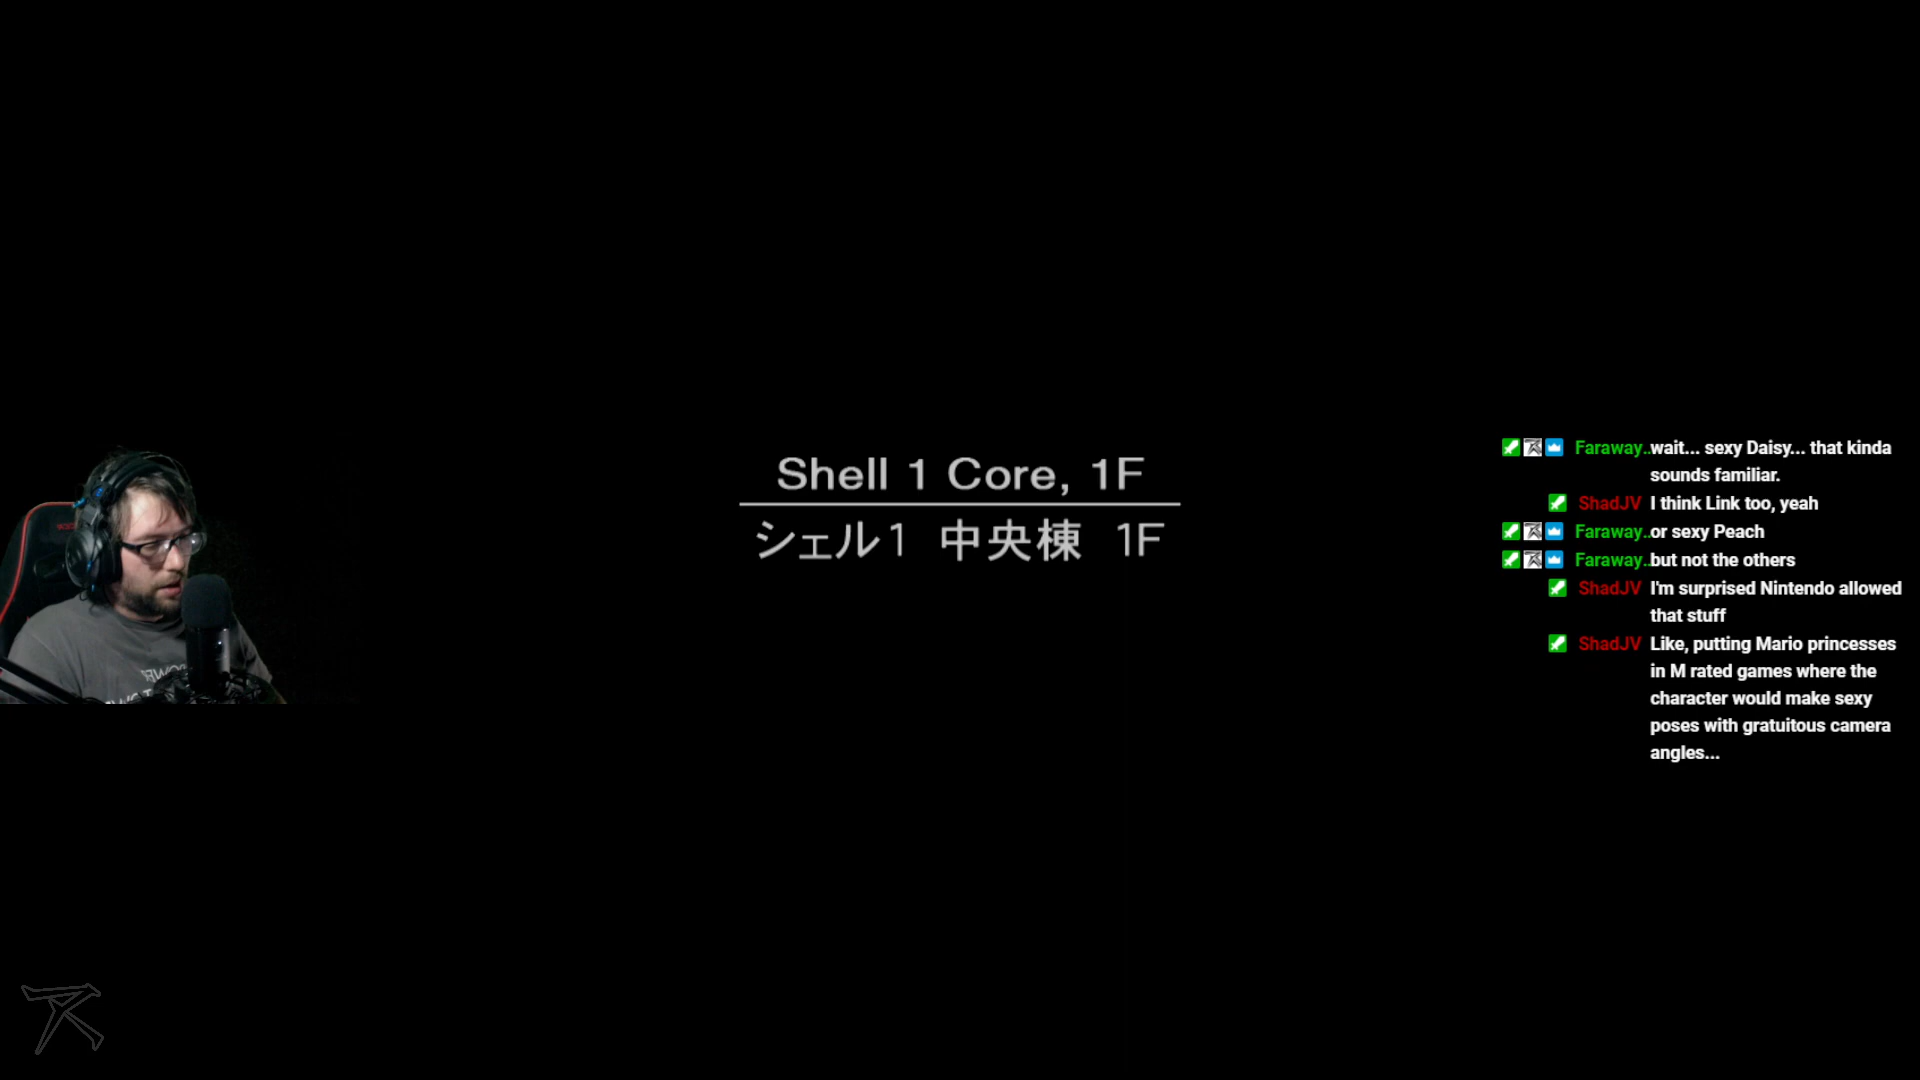 Shell 1 Core, 1F
シェル1 中央棟 1F
Faraway..wait... sexy Daisy... that kinda
sounds familiar.
ShadJV I think Link too, yeah
Faraway..or sexy Peach
Faraway..but not the others
ShadJV I'm surprised Nintendo allowed
that stuff
ShadJV Like, putting Mario princesses
in M rated games where the
character would make sexy
poses with gratuitous camera
angles...